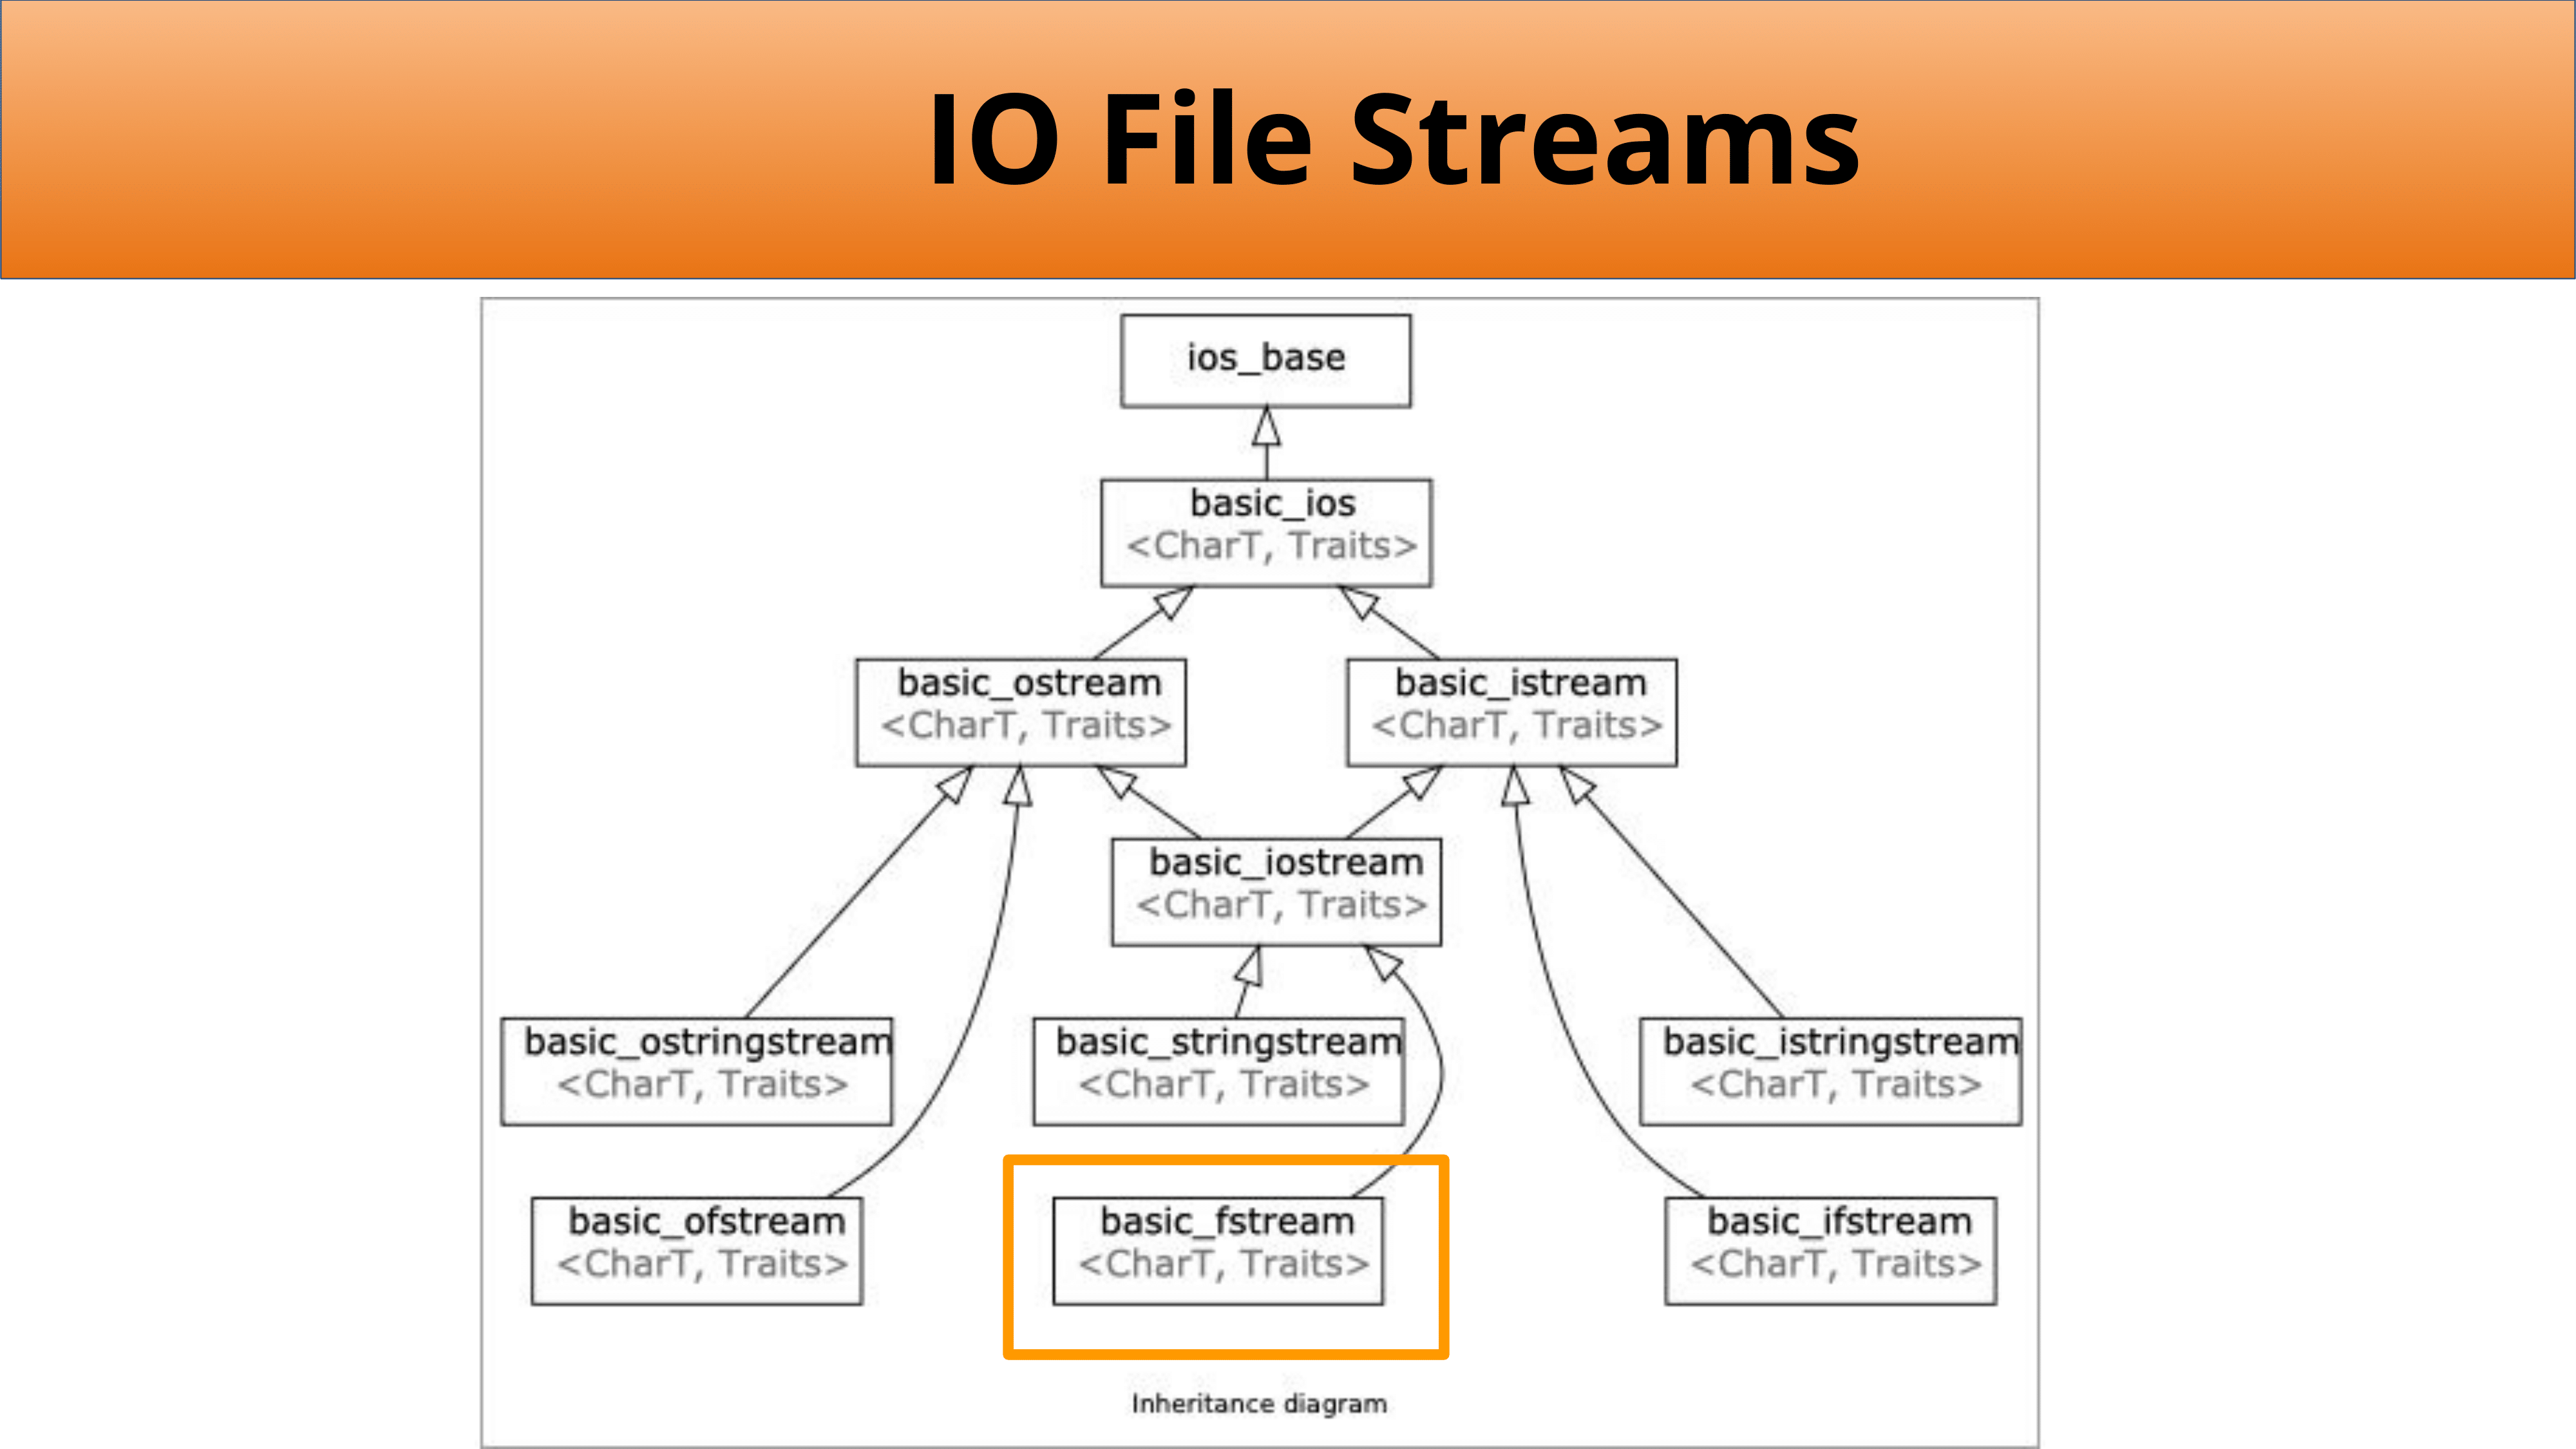 IO File Streams
ios_base
basic_ios
<CharT, Traits>
basic_ostream
<CharT, Traits>
basic_istream
<CharT, Traits>
basic_iostream
<CharT, Traits>
basic_ostringstream
<CharT, Traits>
basic_stringstream
<CharT, Traits>
basic_istringstream
<CharT, Traits>
basic_ofstream
<CharT, Traits>
basic_fstream
<CharT, Traits>
basic_ifstream
<CharT, Traits>
Inheritance diagram